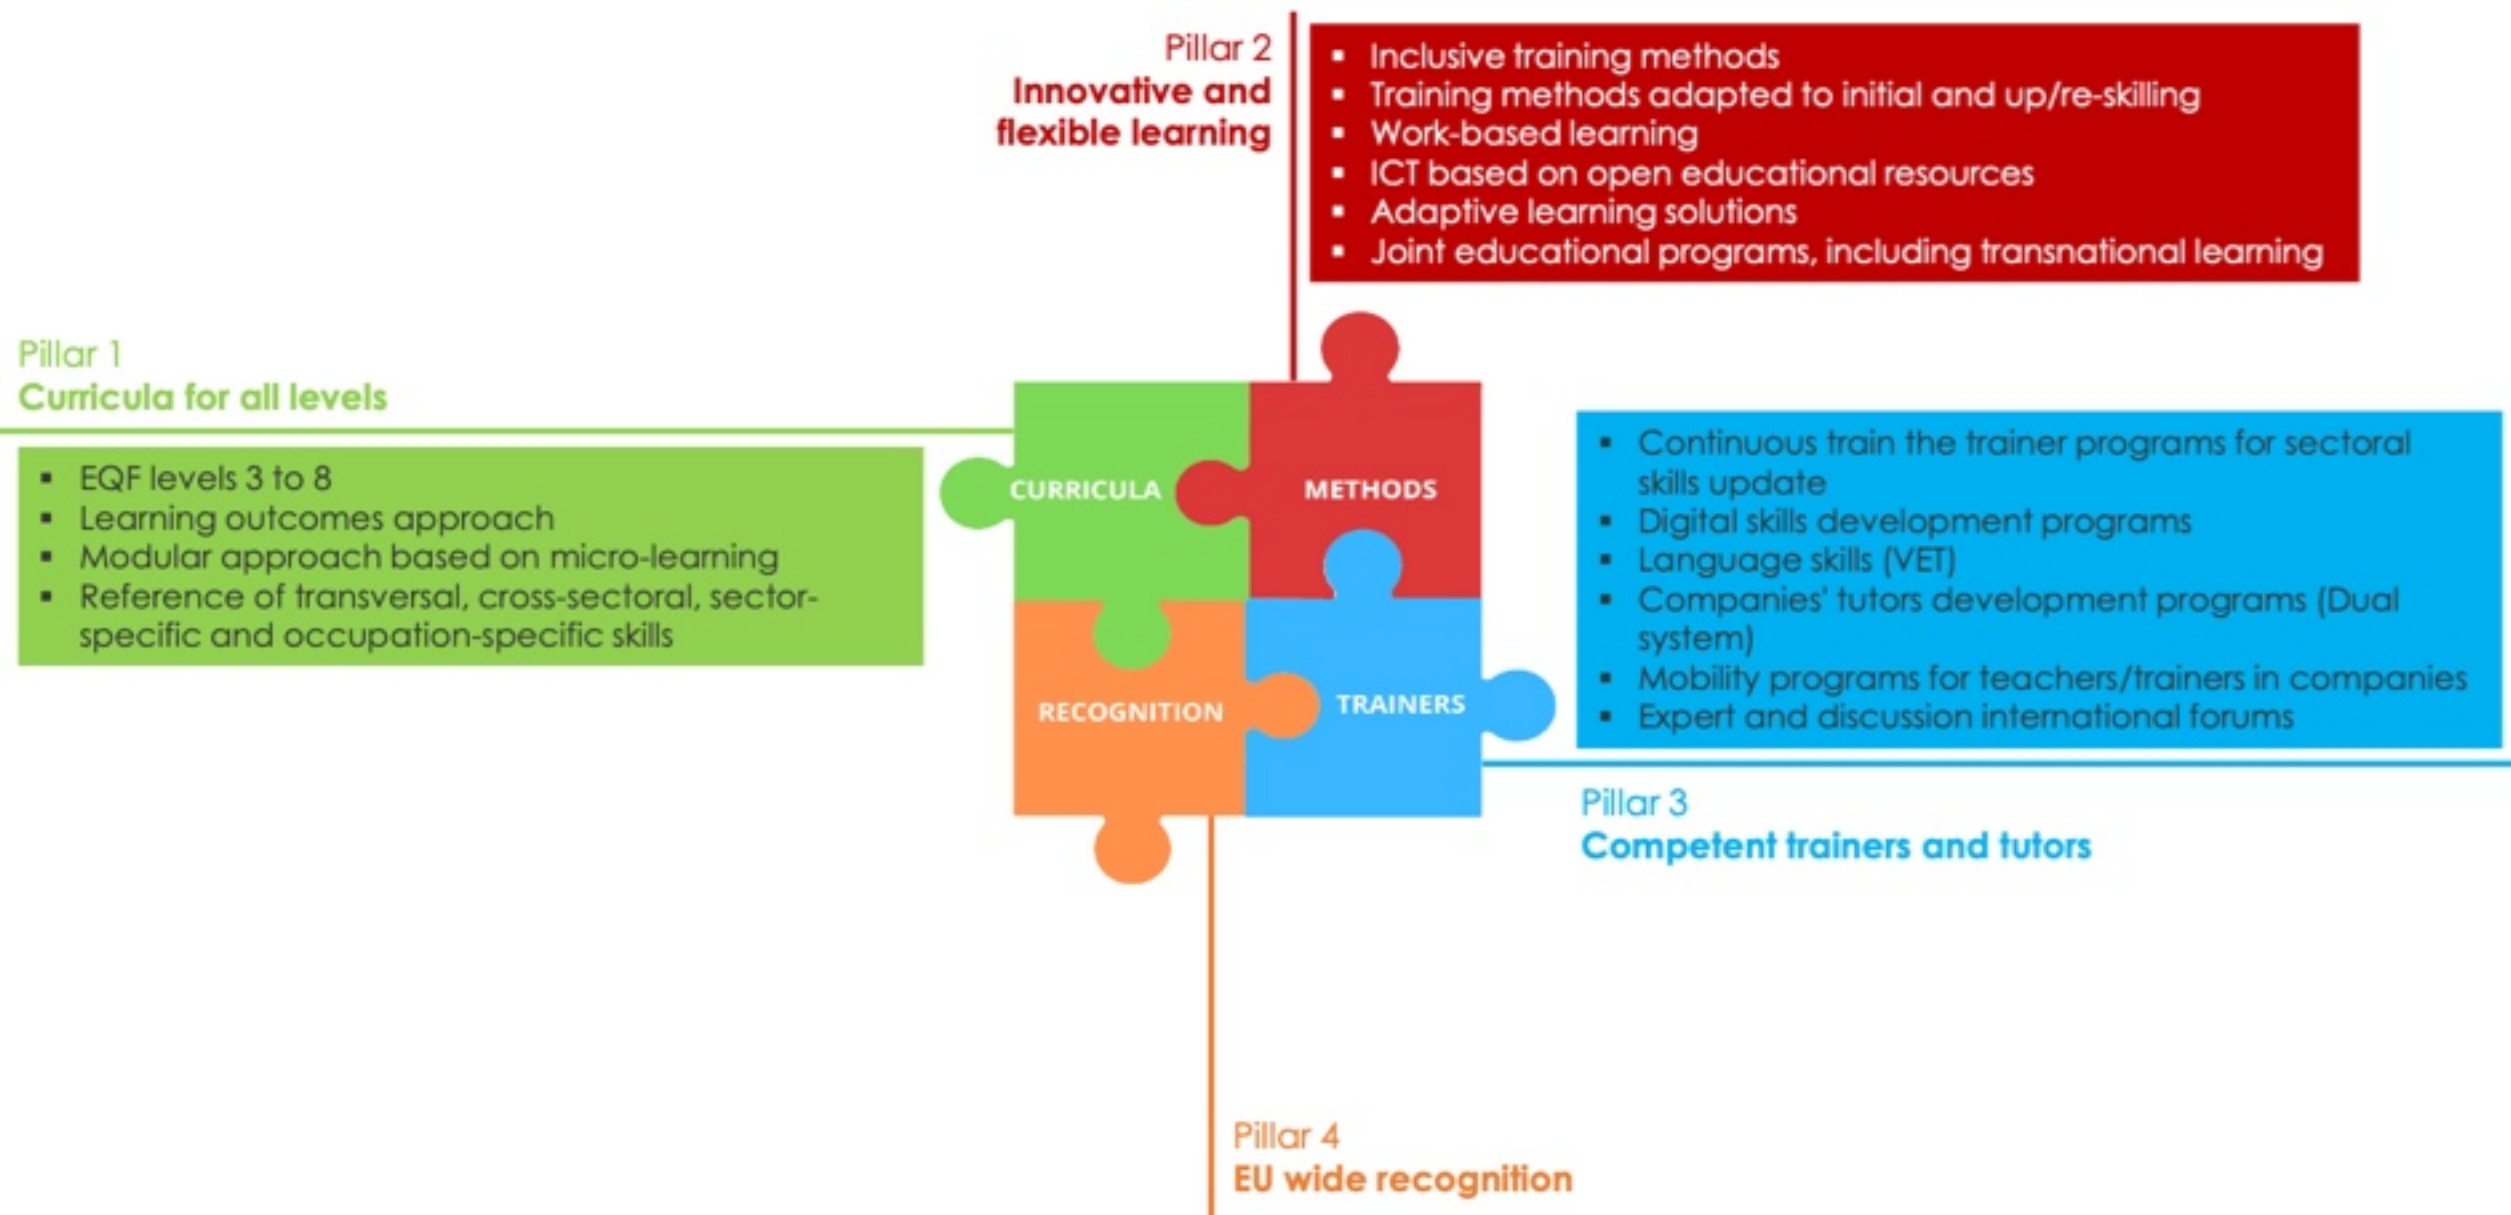 Pillar 2
Innovative and
flexible learning
▪ Inclusive training methods
▪ Training methods adapted to initial and up/re-skilling
▪ Work-based learning
▪ ICT based on open educational resources
▪ Adaptive learning solutions
▪ Joint educational programs, including transnational learning
Pillar 1
Curricula for all levels
▪ EQF levels 3 to 8
▪ Learning outcomes approach
▪ Modular approach based on micro-learning
▪ Reference of transversal, cross-sectoral, sector-
specific and occupation-specific skills
CURRICULA
METHODS
RECOGNITION
TRAINERS
▪ Continuous train the trainer programs for sectoral
skills update
▪ Digital skills development programs
▪ Language skills (VET)
▪ Companies' tutors development programs (Dual
system)
▪ Mobility programs for teachers/trainers in companies
▪ Expert and discussion international forums
Pillar 3
Competent trainers and tutors
Pillar 4
EU wide recognition